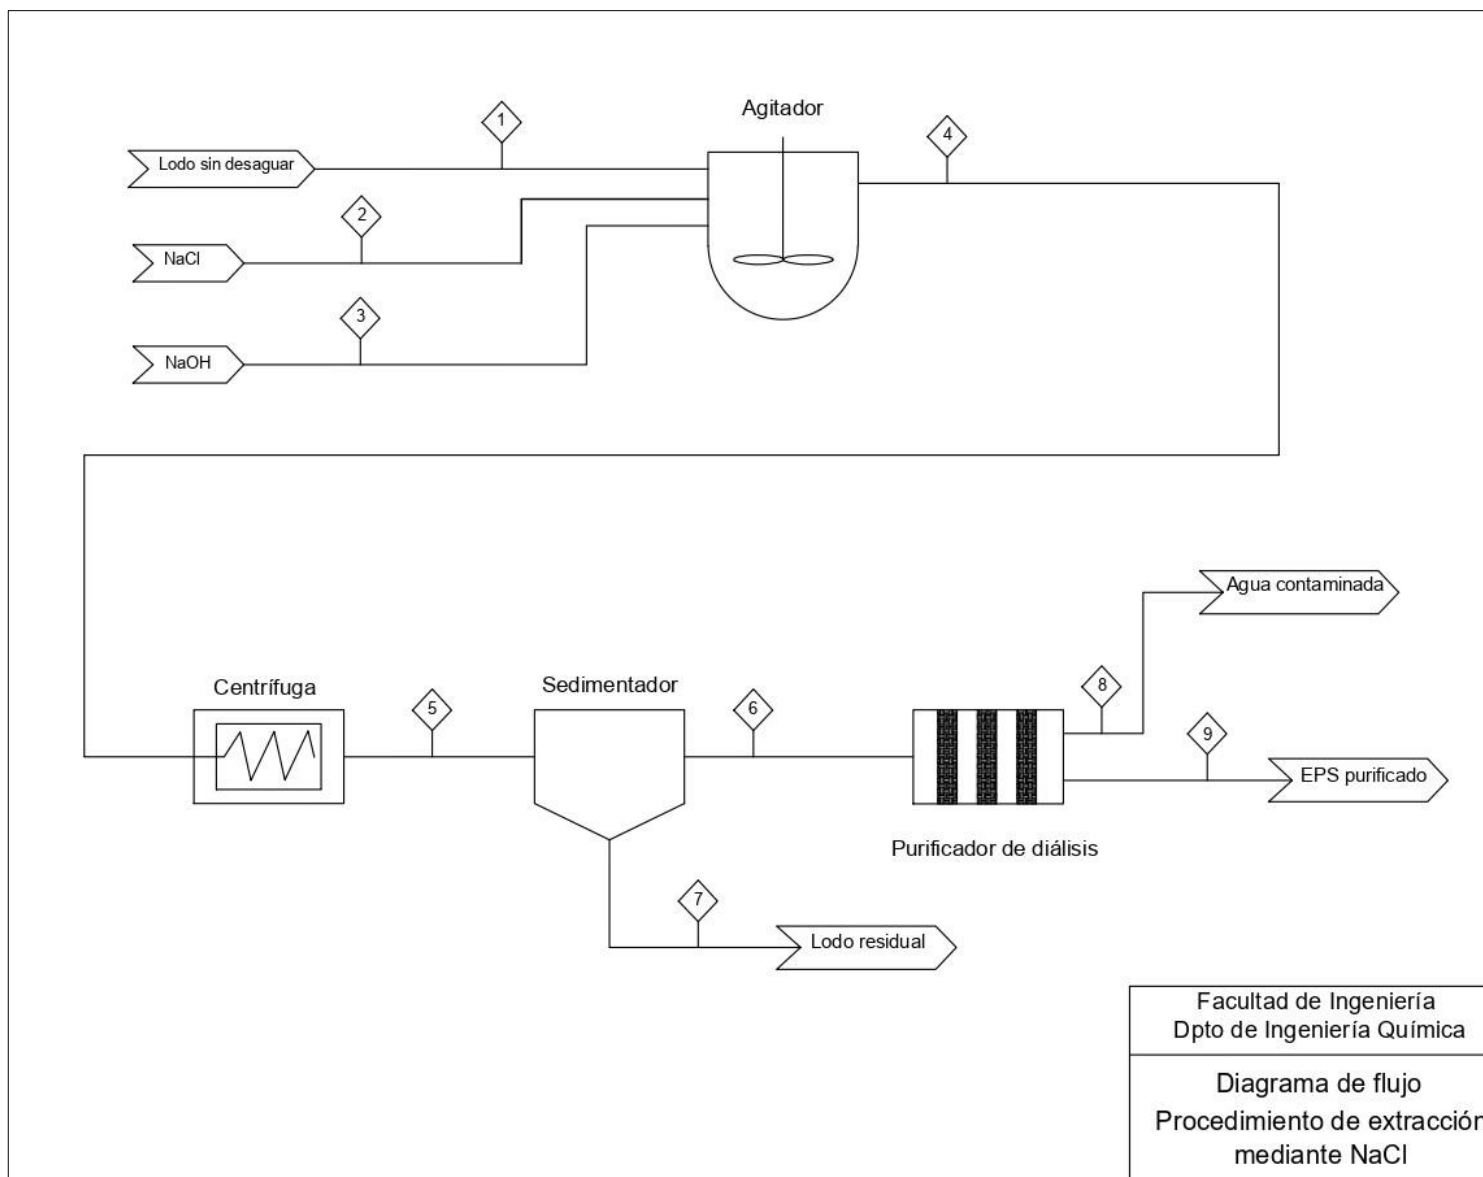 Agitador
1
4
Lodo sin desaguar
2
NaCl
3
NaOH
Agua contaminada
Centrífuga
Sedimentador
5
6
8
9
EPS purificado
Purificador de diálisis
7
Lodo residual
Facultad de Ingeniería
Dpto de Ingeniería Química
Diagrama de flujo
Procedimiento de extracción
mediante NaCl